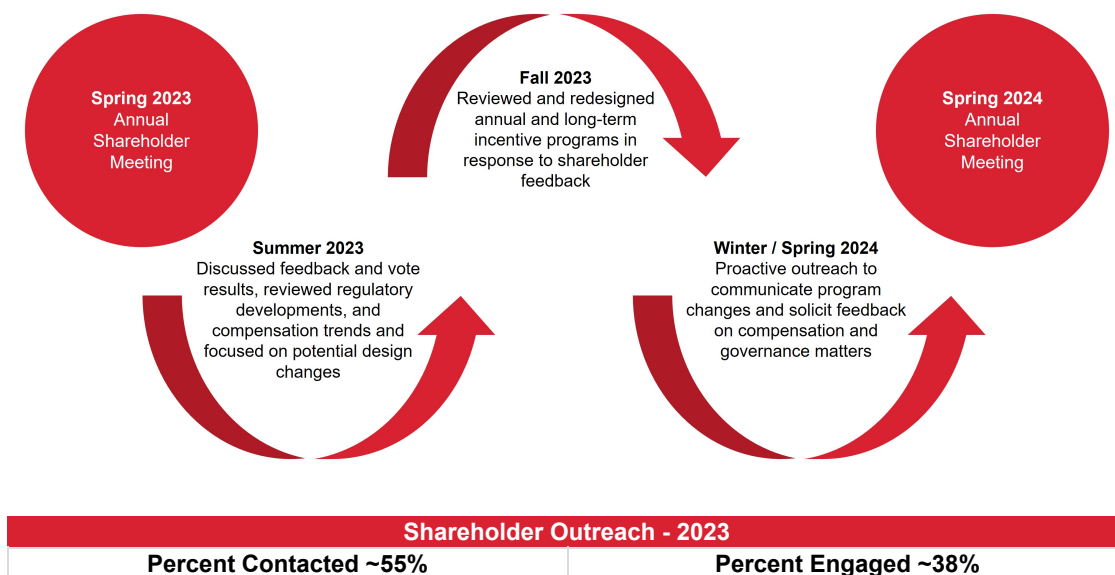 Spring 2023
Annual
Shareholder
Meeting
Summer 2023
Discussed feedback and vote
results, reviewed regulatory
developments, and
compensation trends and
focused on potential design
changes
Fall 2023
Reviewed and redesigned
annual and long-term
incentive programs in
response to shareholder
feedback
Winter / Spring 2024
Proactive outreach to
communicate program
changes and solicit feedback
on compensation and
governance matters
Spring 2024
Annual
Shareholder
Meeting
Shareholder Outreach - 2023
Percent Contacted ~55%
Percent Engaged ~38%